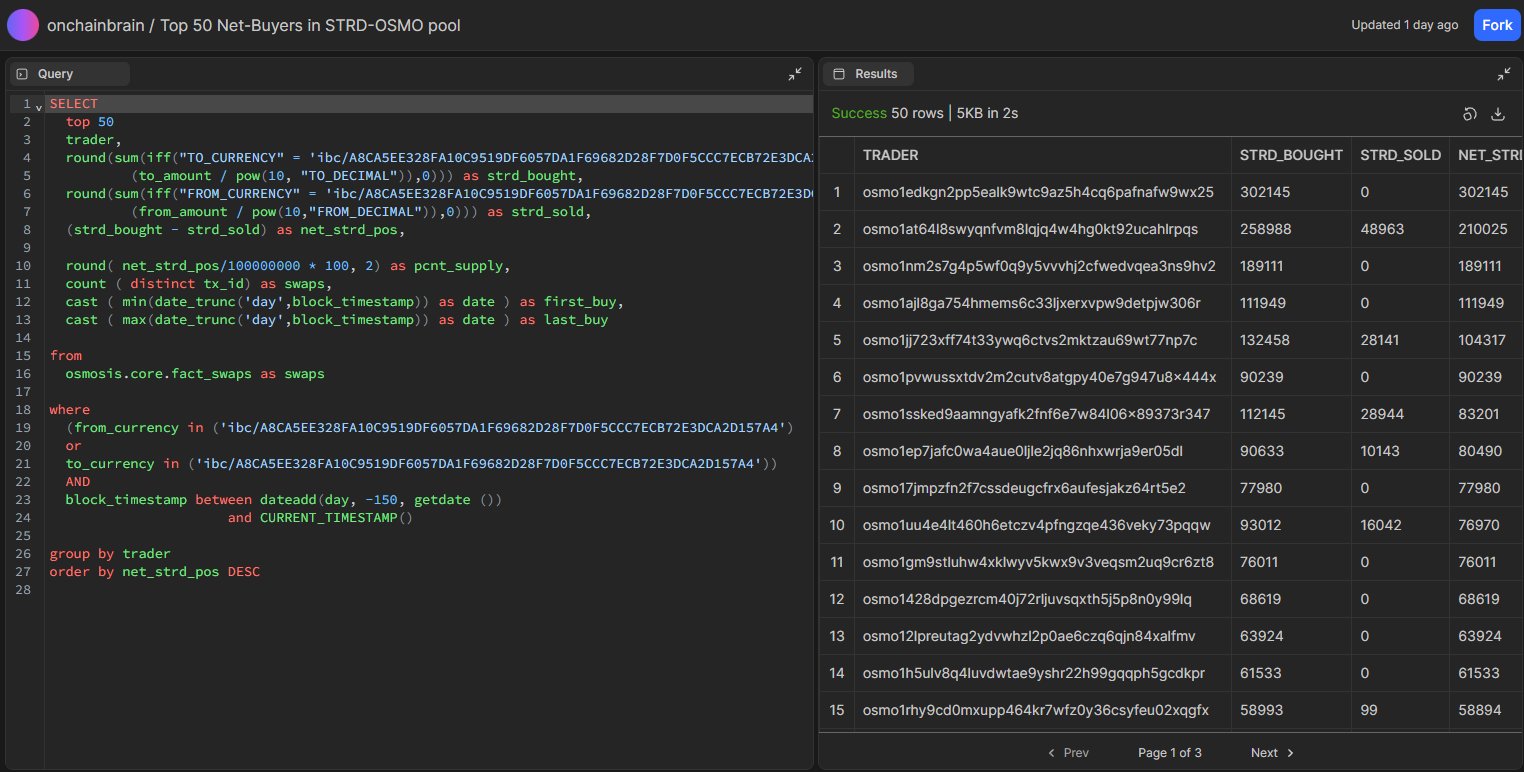 onchainbrain / Top 50 Net-Buyers in STRD-OSMO pool
Updated 1 day ago
Fork
Query
1 SELECT
2 top 50
3 trader,
4 round(sum(iff("TO_CURRENCY" = 'ibc/A8CA5EE328FA10C9519DF6057DA1F69682D28F7D0F5CCC7ECB72E3DCA
5 (to_amount / pow(10, "TO_DECIMAL")),0))) as strd_bought,
6 round(sum(iff("FROM_CURRENCY" = 'ibc/A8CA5EE328FA10C9519DF6057DA1F69682D28F7D0F5CCC7ECB72E3D
7 (from_amount / pow(10,"FROM_DECIMAL")),0))) as strd_sold,
8 (strd_bought - strd_sold) as net_strd_pos,
9
10 round( net_strd_pos/100000000 * 100, 2) as pcnt_supply,
11 count ( distinct tx_id) as swaps,
12 cast ( min(date_trunc('day',block_timestamp)) as date ) as first_buy,
13 cast ( max(date_trunc('day',block_timestamp)) as date ) as last_buy
14
15 from
16 osmosis.core.fact_swaps as swaps
17
18 where
19 (from_currency in ('ibc/A8CA5EE328FA10C9519DF6057DA1F69682D28F7D0F5CCC7ECB72E3DCA2D157A4')
20 or
21 to_currency in ('ibc/A8CA5EE328FA10C9519DF6057DA1F69682D28F7D0F5CCC7ECB72E3DCA2D157A4'))
22 AND
23 block_timestamp between dateadd(day, -150, getdate ())
24 and CURRENT_TIMESTAMP()
25
26 group by trader
27 order by net_strd_pos DESC
28
Results
Success 50 rows | 5KB in 2s
TRADER STRD_BOUGHT STRD_SOLD NET_STRI
1 osmo1edkgn2pp5ealk9wtc9az5h4cq6pafnafw9wx25 302145 0 302145
2 osmo1at64l8swyqnfvm8lqjq4w4hg0kt92ucahlrpqs 258988 48963 210025
3 osmo1nm2s7g4p5wf0q9y5vvvhj2cfwedvqea3ns9hv2 189111 0 189111
4 osmo1ajl8ga754hmems6c33ljxerxvpw9detpjw306r 111949 0 111949
5 osmo1jj723xff74t33ywq6ctvs2mktzau69wt77np7c 132458 28141 104317
6 osmo1pvwussxtdv2m2cutv8atgpy40e7g947u8×444x 90239 0 90239
7 osmo1ssked9aamngyafk2fnf6e7w84l06×89373r347 112145 28944 83201
8 osmo1ep7jafc0wa4aue0ljle2jq86nhxwrja9er05dl 90633 10143 80490
9 osmo17jmpzfn2f7cssdeugcfrx6aufesjakz64rt5e2 77980 0 77980
10 osmo1uu4e4lt460h6etczv4pfngzqe436veky73pqqw 93012 16042 76970
11 osmo1gm9stluhw4xklwyv5kwx9v3veqsm2uq9cr6zt8 76011 0 76011
12 osmo1428dpgezrcm40j72rljuvsqxth5j5p8n0y99lq 68619 0 68619
13 osmo12lpreutag2ydvwhzl2p0ae6czq6qjn84xalfmv 63924 0 63924
14 osmo1h5ulv8q4luvdwtae9yshr22h99gqqph5gcdkpr 61533 0 61533
15 osmo1rhy9cd0mxupp464kr7wfz0y36csyfeu02xqgfx 58993 99 58894
Prev Page 1 of 3 Next